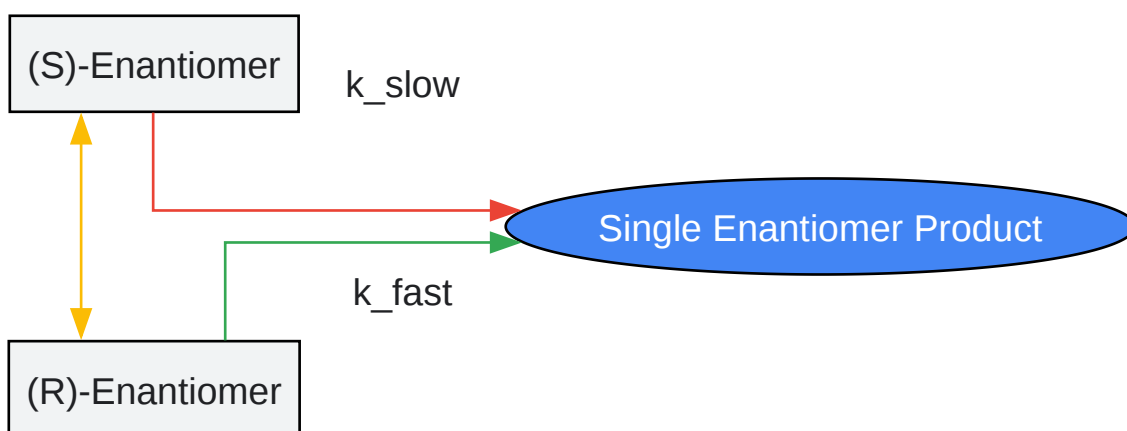 (S)-Enantiomer
k_slow
Single Enantiomer Product
k_fast
(R)-Enantiomer